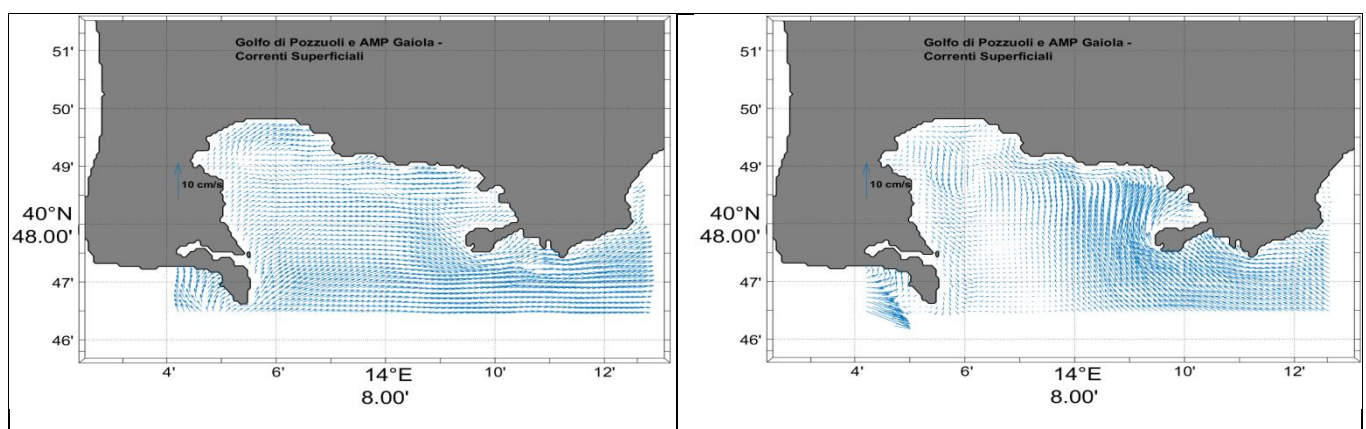 Golfo di Pozzuoli e AMP Gaiola -
Correnti Superficiali
51'
50'
49'
10 cm/s
40°N
48.00'
47'
46'
4'
6'
14°E
8.00'
10'
12'
Golfo di Pozzuoli e AMP Gaiola -
Correnti Superficiali
51'
50'
49'
10 cm/s
40°N
48.00'
47'
46'
4'
6'
14°E
8.00'
10'
12'